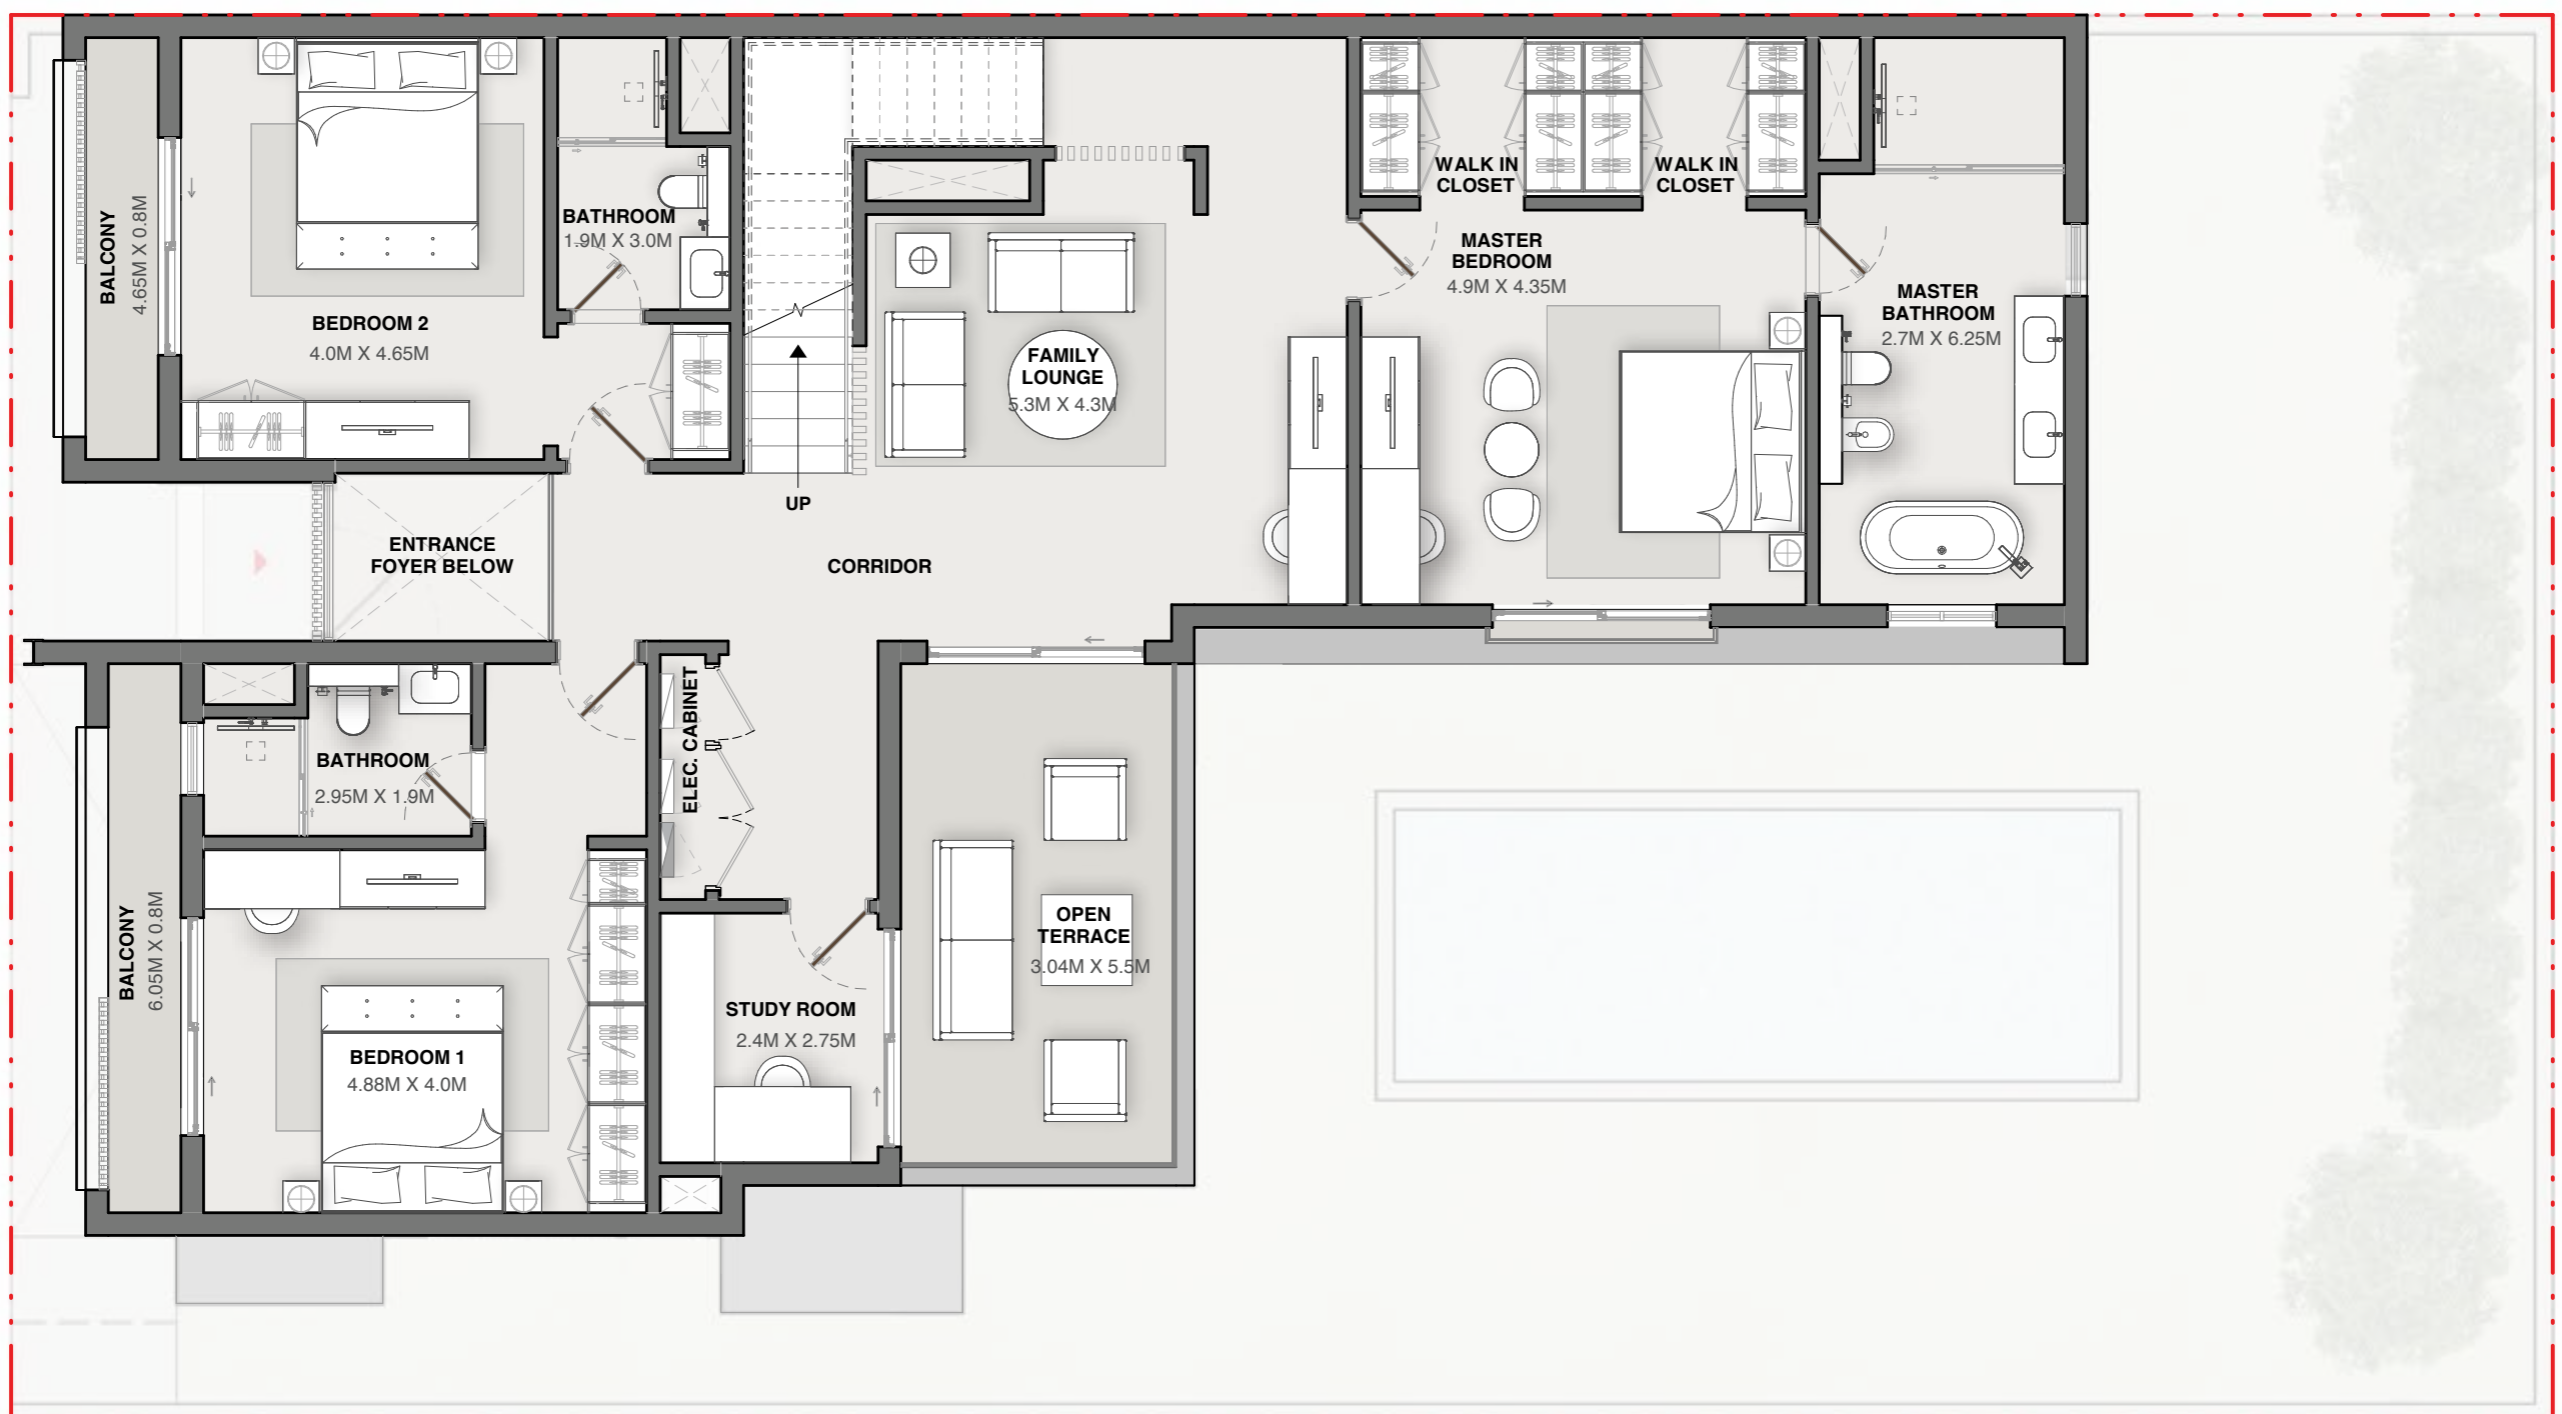 BALCONY
4.65M X 0.8M
BEDROOM 2
4.0M X 4.65M
BATHROOM
1.9M X 3.0M
UP
FAMILY
LOUNGE
5.3M X 4.3M
WALK IN
CLOSET
WALK IN
CLOSET
MASTER
BEDROOM
4.9M X 4.35M
MASTER
BATHROOM
2.7M X 6.25M
ENTRANCE
FOYER BELOW
CORRIDOR
BATHROOM
2.95M X 1.9M
ELEC. CABINET
BALCONY
6.05M X 0.8M
BEDROOM 1
4.88M X 4.0M
STUDY ROOM
2.4M X 2.75M
OPEN
TERRACE
3.04M X 5.5M